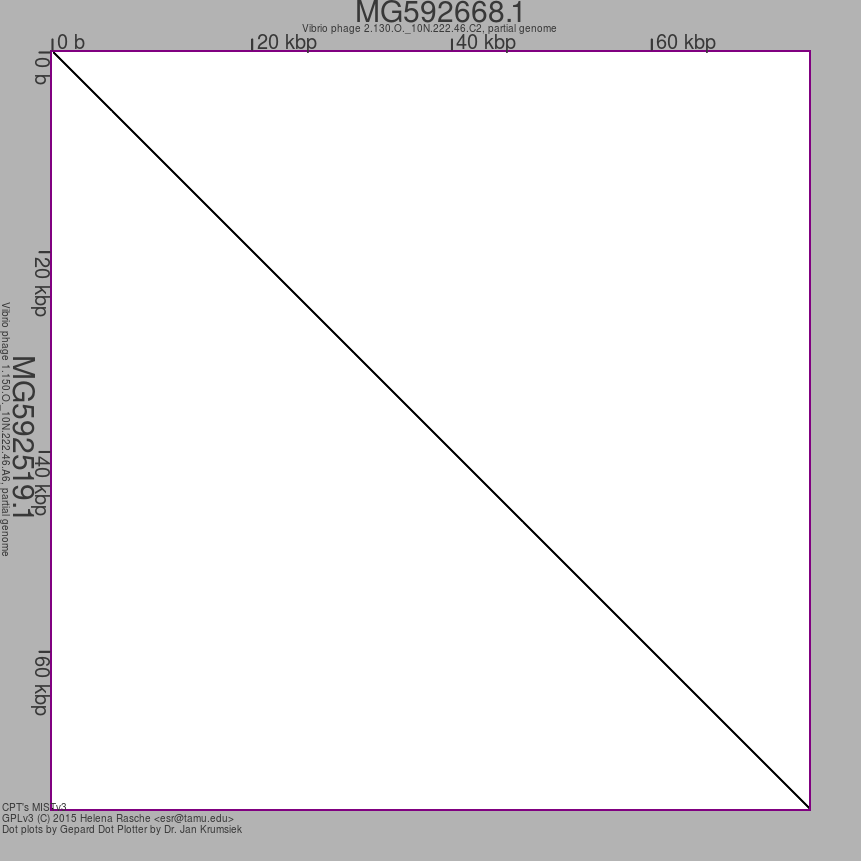 MG592668.1
Vibrio phage 2.130.O._10N.222.46.C2, partial genome
0 b 20 kbp 40 kbp 60 kbp
0 b
20 kbp
40 kbp
60 kbp
MG592519.1
Vibrio phage 1.150.O._10N.222.46.A6, partial genome
CPT's MISTv3
GPLv3 (C) 2015 Helena Rasche <esr@tamu.edu>
Dot plots by Gepard Dot Plotter by Dr. Jan Krumsiek